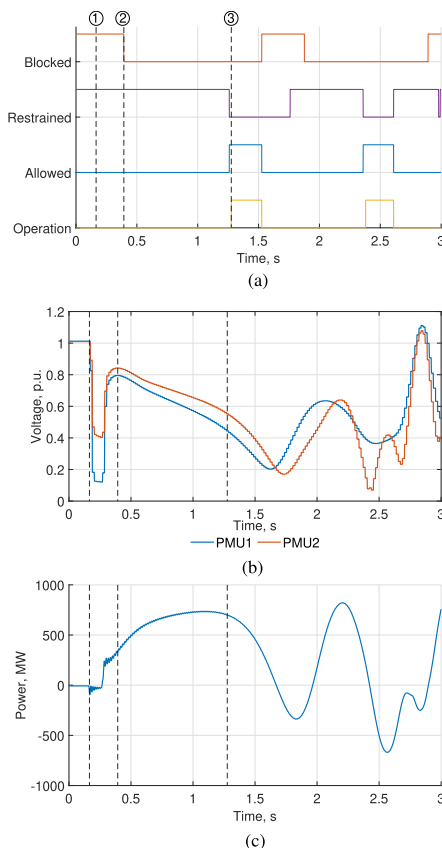 ① ② ③
Blocked
Restrained
Allowed
Operation
0 0.5 1 1.5 2 2.5 3
Time, s
(a)
1.2
1
0.8
0.6
0.4
0.2
0
Voltage, p.u.
0 0.5 1 1.5 2 2.5 3
Time, s
PMU1 PMU2
(b)
1000
500
0
-500
-1000
Power, MW
0 0.5 1 1.5 2 2.5 3
Time, s
(c)